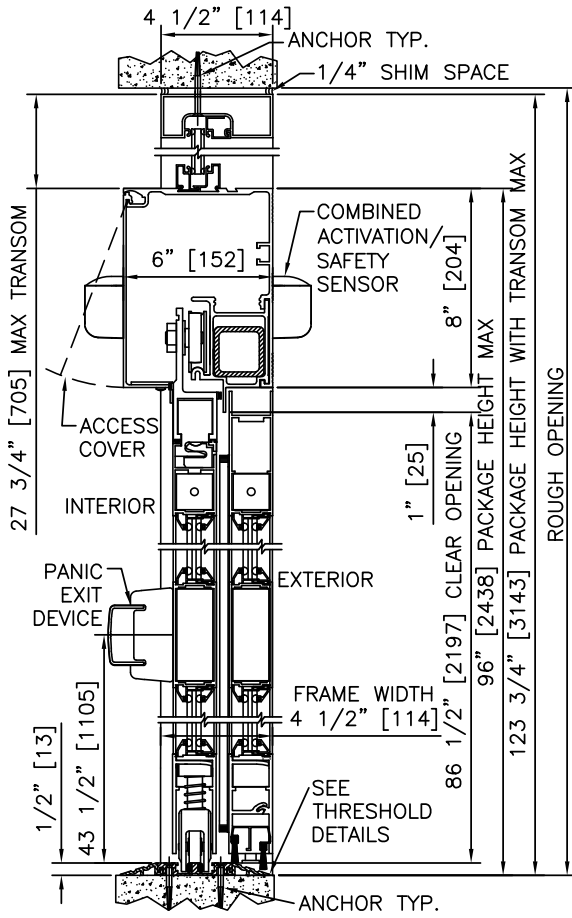 4 1/2” [114]
ANCHOR TYP.
1/4” SHIM SPACE
COMBINED
ACTIVATION/
SAFETY
SENSOR
6” [152]
8” [204]
27 3/4” [705] MAX TRANSOM
ACCESS
COVER
1” [25]
INTERIOR
EXTERIOR
PANIC
EXIT
DEVICE
FRAME WIDTH
4 1/2” [114]
86 1/2” [2197] CLEAR OPENING
96” [2438] PACKAGE HEIGHT MAX
123 3/4” [3143] PACKAGE HEIGHT WITH TRANSOM MAX
ROUGH OPENING
1/2” [13]
43 1/2” [1105]
SEE
THRESHOLD
DETAILS
ANCHOR TYP.